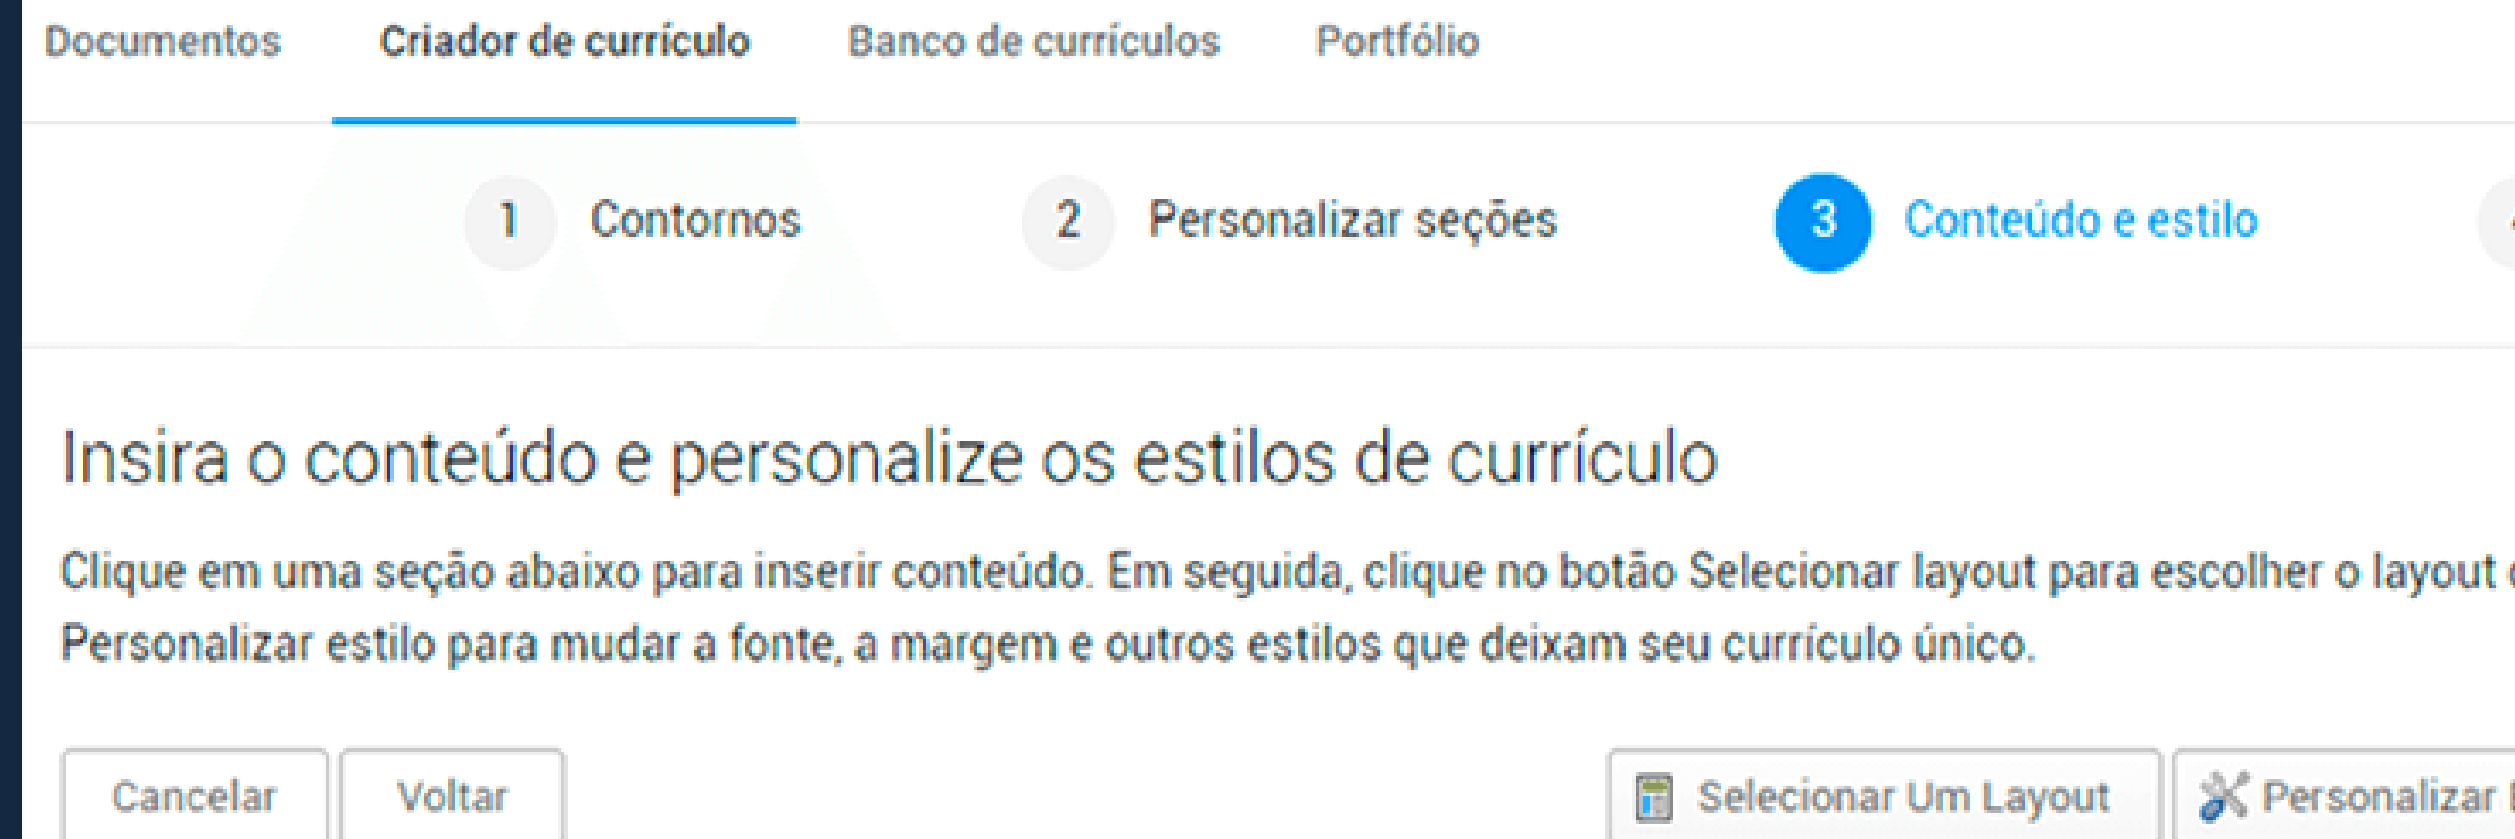 Documentos Criador de currículo Banco de currículos Portfólio
1 Contornos 2 Personalizar seções 3 Conteúdo e estilo
Insira o conteúdo e personalize os estilos de currículo
Clique em uma seção abaixo para inserir conteúdo. Em seguida, clique no botão Selecionar layout para escolher o layout
Personalizar estilo para mudar a fonte, a margem e outros estilos que deixam seu currículo único.
Cancelar Voltar Selecionar Um Layout Personalizar